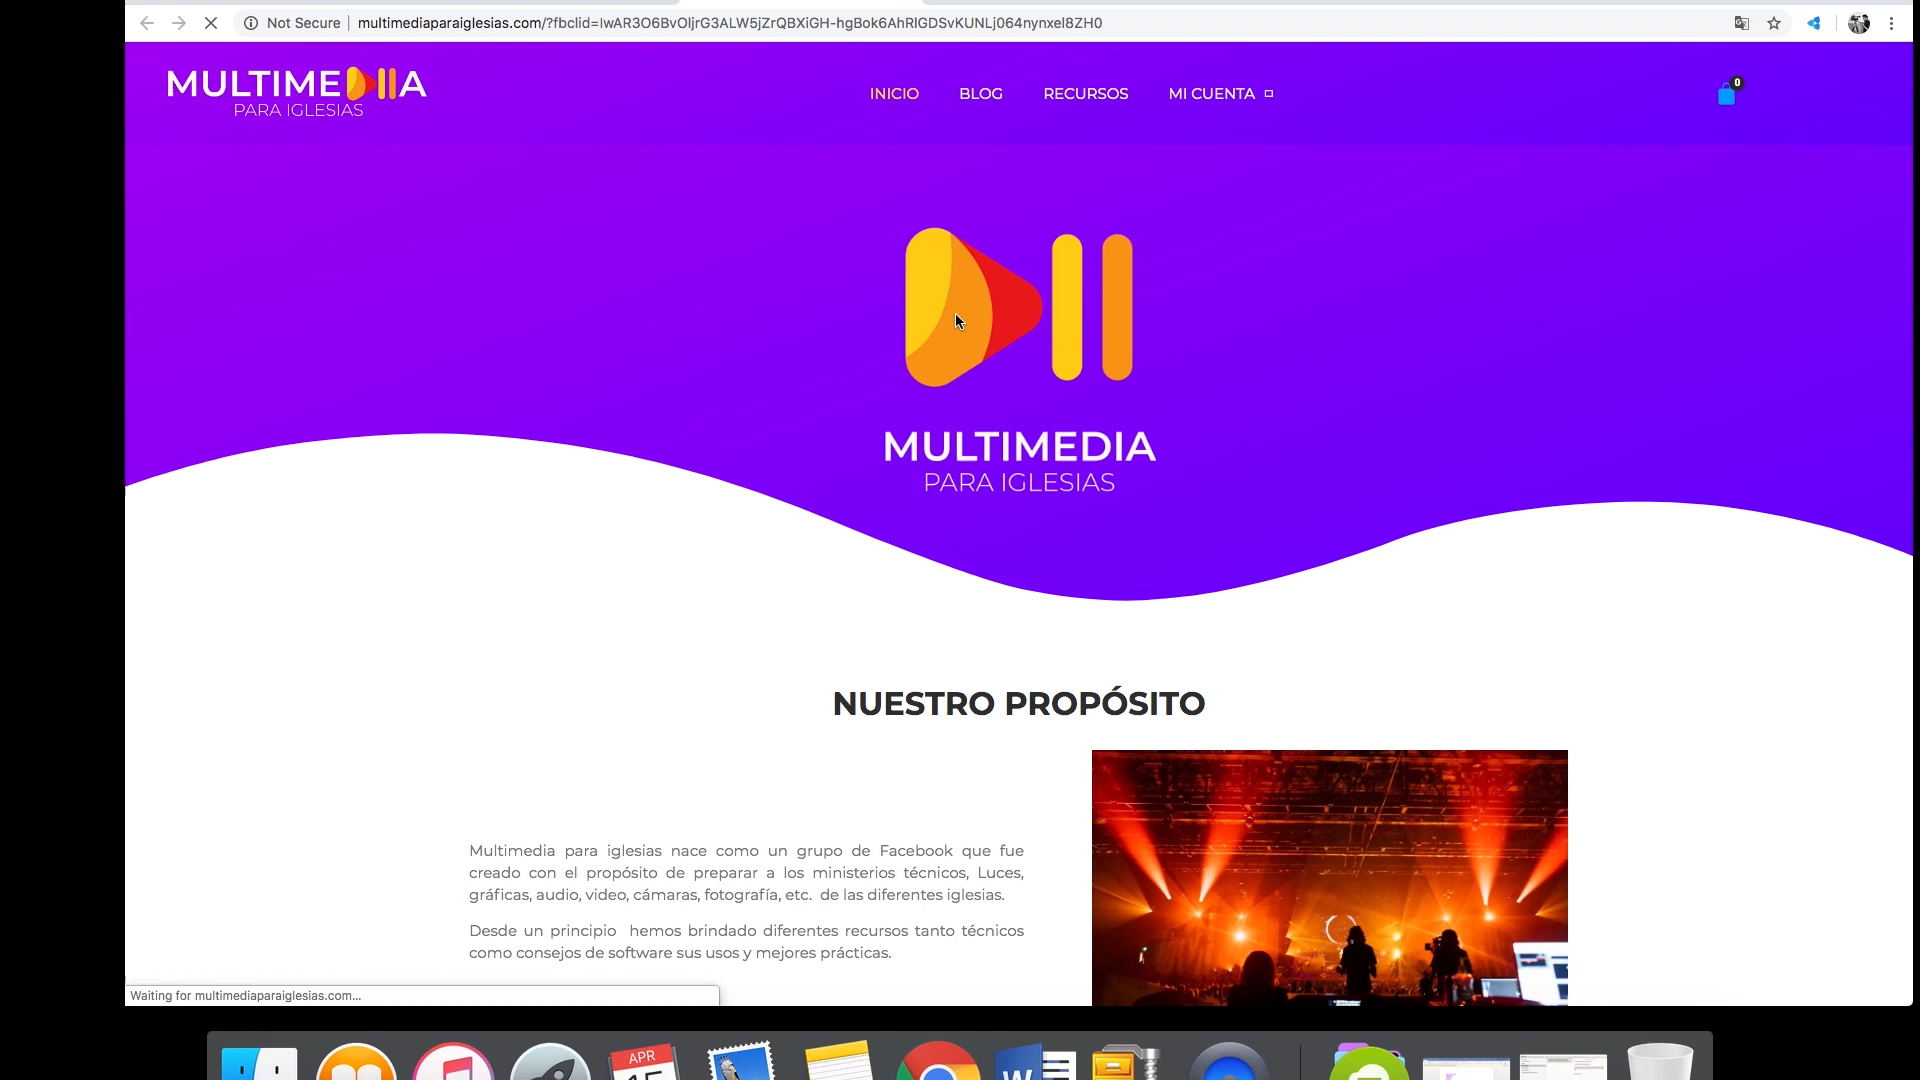 Not Secure | multimediaparaiglesias.com/?fbclid=IwAR3O6BvOljrG3ALW5jZrQBXiGH-hgBok6AhRlGDSvKUNLj064nynxel8ZH0
MULTIMEDIA
PARA IGLESIAS
INICIO
BLOG
RECURSOS
MI CUENTA
0
MULTIMEDIA
PARA IGLESIAS
NUESTRO PROPÓSITO
Multimedia para iglesias nace como un grupo de Facebook que fue
creado con el propósito de preparar a los ministerios técnicos, Luces,
gráficas, audio, video, cámaras, fotografía, etc. de las diferentes iglesias.
Desde un principio hemos brindado diferentes recursos tanto técnicos
como consejos de software sus usos y mejores prácticas.
Waiting for multimediaparaiglesias.com...
APR
W